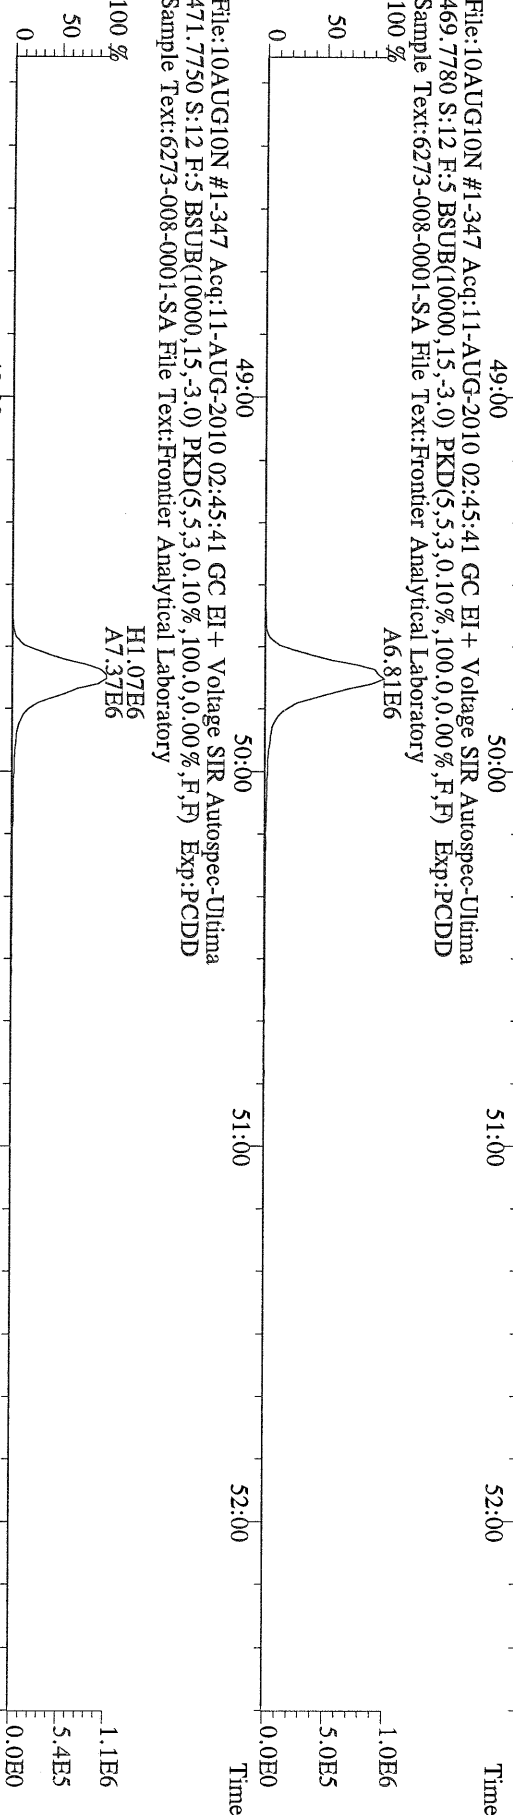 49:00 50:00 51:00 52:00 Time
File:10AUG10N #1-347 Acq:11-AUG-2010 02:45:41 GC EI+ Voltage SIR Autospec-Ultima
469.7780 S:12 F:5 BSUB(10000,15,-3.0) PKD(5,5,3,0.10%,100.0,0.00%,F,F) Exp:PCDD
Sample Text:6273-008-0001-SA File Text:Frontier Analytical Laboratory
100 % A6.81E6 1.0E6
50 5.0E5
0 0.0E0
49:00 50:00 51:00 52:00 Time
File:10AUG10N #1-347 Acq:11-AUG-2010 02:45:41 GC EI+ Voltage SIR Autospec-Ultima
471.7750 S:12 F:5 BSUB(10000,15,-3.0) PKD(5,5,3,0.10%,100.0,0.00%,F,F) Exp:PCDD
Sample Text:6273-008-0001-SA File Text:Frontier Analytical Laboratory
H1.07E6
100 % A7.37E6 1.1E6
50 5.4E5
0 0.0E0